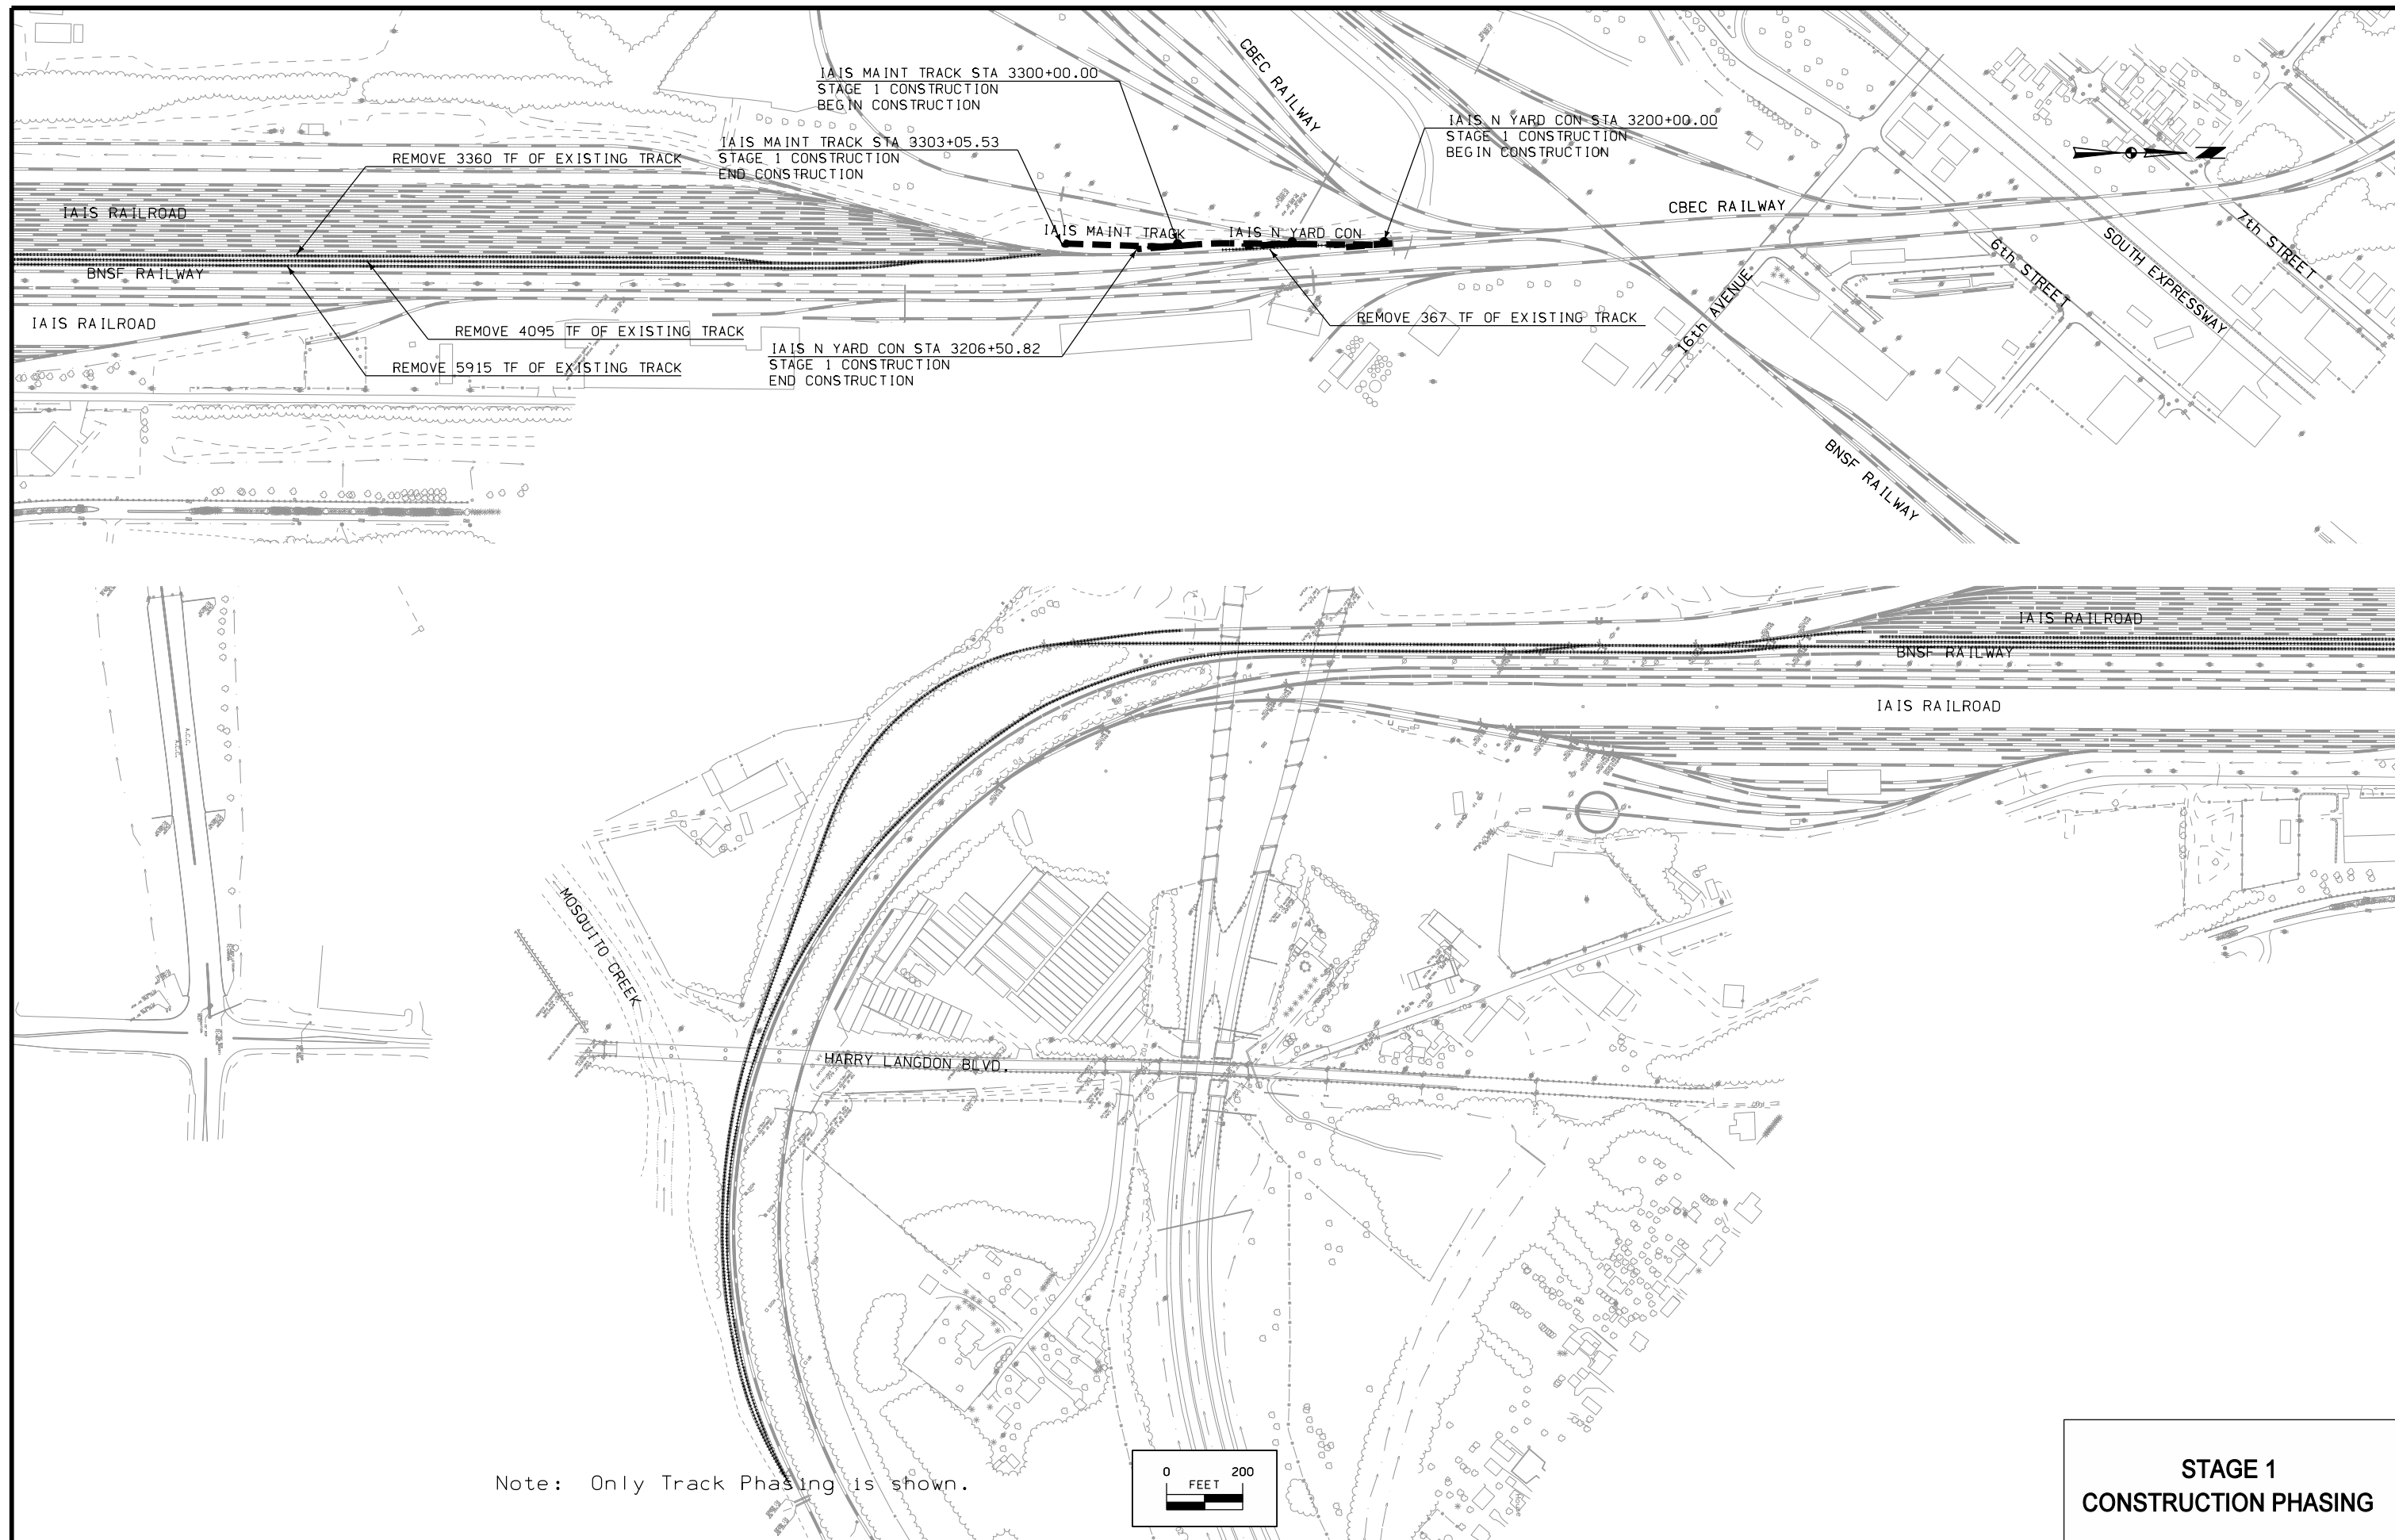 IAIS MAINT TRACK STA 3300+00.00
STAGE 1 CONSTRUCTION
BEGIN CONSTRUCTION
CBEC RAILWAY
IAIS N YARD CON STA 3200+00.00
STAGE 1 CONSTRUCTION
BEGIN CONSTRUCTION
IAIS MAINT TRACK STA 3303+05.53
STAGE 1 CONSTRUCTION
END CONSTRUCTION
REMOVE 3360 TF OF EXISTING TRACK
IAIS RAILROAD
CBEC RAILWAY
IAIS MAINT TRACK
IAIS N YARD CON
7th STREET
6th STREET
SOUTH EXPRESSWAY
BNSF RAILWAY
16th AVENUE
IAIS RAILROAD
REMOVE 4095 TF OF EXISTING TRACK
REMOVE 367 TF OF EXISTING TRACK
IAIS N YARD CON STA 3206+50.82
STAGE 1 CONSTRUCTION
END CONSTRUCTION
REMOVE 5915 TF OF EXISTING TRACK
BNSF RAILWAY
IAIS RAILROAD
BNSF RAILWAY
IAIS RAILROAD
MOSQUITO CREEK
HARRY LANGDON BLVD.
Note: Only Track Phasing is shown.
0 200
FEET
STAGE 1
CONSTRUCTION PHASING